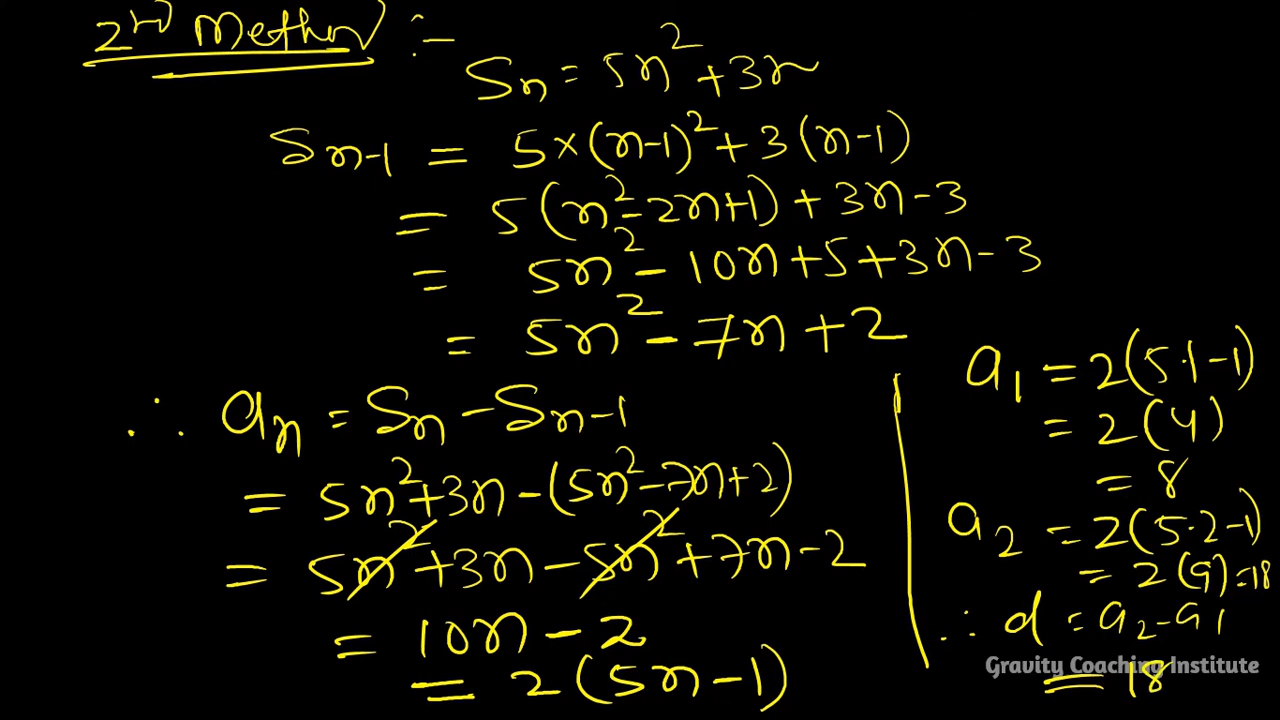 2nd Method :-
Sn = 5n² + 3n
Sn-1 = 5×(n-1)² + 3(n-1)
= 5(n²-2n+1) + 3n-3
= 5n² - 10n + 5 + 3n - 3
= 5n² - 7n + 2
∴ an = Sn - Sn-1
= 5n²+3n-(5n²-7n+2)
= 5n²+3n-5n²+7n-2
= 10n-2
= 2(5n-1)
a1 = 2(5·1-1)
= 2(4)
= 8
a2 = 2(5·2-1)
= 2(9)=18
∴ d = a2-a1
= 18
Gravity Coaching Institute